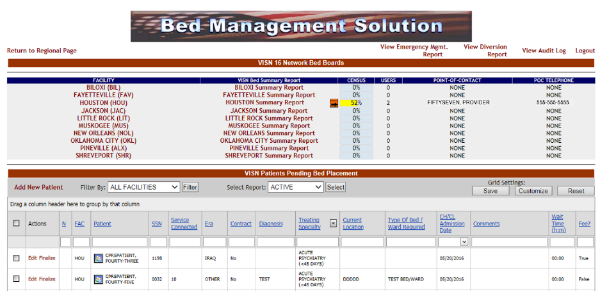 Bed Management Solution
Return to Regional Page
View Emergency Mgmt. Report
View Diversion Report
View Audit Log
Logout
VISN 16 Network Bed Boards
FACILITY VISN Bed Summary Report CENSUS USERS POINT-OF-CONTACT POC TELEPHONE
BILOXI (BIL) BILOXI Summary Report 0% 0 NONE NONE
FAYETTEVILLE (FAV) FAYETTEVILLE Summary Report 0% 0 NONE NONE
HOUSTON (HOU) HOUSTON Summary Report 52% 2 FIFTYSEVEN, PROVIDER 555-555-5555
JACKSON (JAC) JACKSON Summary Report 0% 0 NONE NONE
LITTLE ROCK (LIT) LITTLE ROCK Summary Report 0% 0 NONE NONE
MUSKOGEE (MUS) MUSKOGEE Summary Report 0% 0 NONE NONE
NEW ORLEANS (NOL) NEW ORLEANS Summary Report 0% 0 NONE NONE
OKLAHOMA CITY (OKL) OKLAHOMA CITY Summary Report 0% 0 NONE NONE
PINEVILLE (ALX) PINEVILLE Summary Report 0% 0 NONE NONE
SHREVEPORT (SHR) SHREVEPORT Summary Report 0% 0 NONE NONE
VISN Patients Pending Bed Placement
Add New Patient Filter By: ALL FACILITIES Filter Select Report: ACTIVE Select
Grid Settings:
Save Customize Reset
Drag a column header here to group by that column
Actions N FAC Patient SSN Service Connected Era Contract Diagnosis Treating Specialty Current Location Type Of Bed / Ward Required CH/CL Admission Date Comments Wait Time (hrm) Fee?
Edit Finalize HOU CPRSPATIENT, FOURTY-THREE 1198 IRAQ No ACUTE PSYCHIATRY (<45 DAYS) 05/20/2016 00:00 True
Edit Finalize HOU CPRSPATIENT, FOURTY-FIVE 0032 10 OTHER No TEST ACUTE PSYCHIATRY (<45 DAYS) DDDDD TEST BED/WARD 05/20/2016 00:00 False